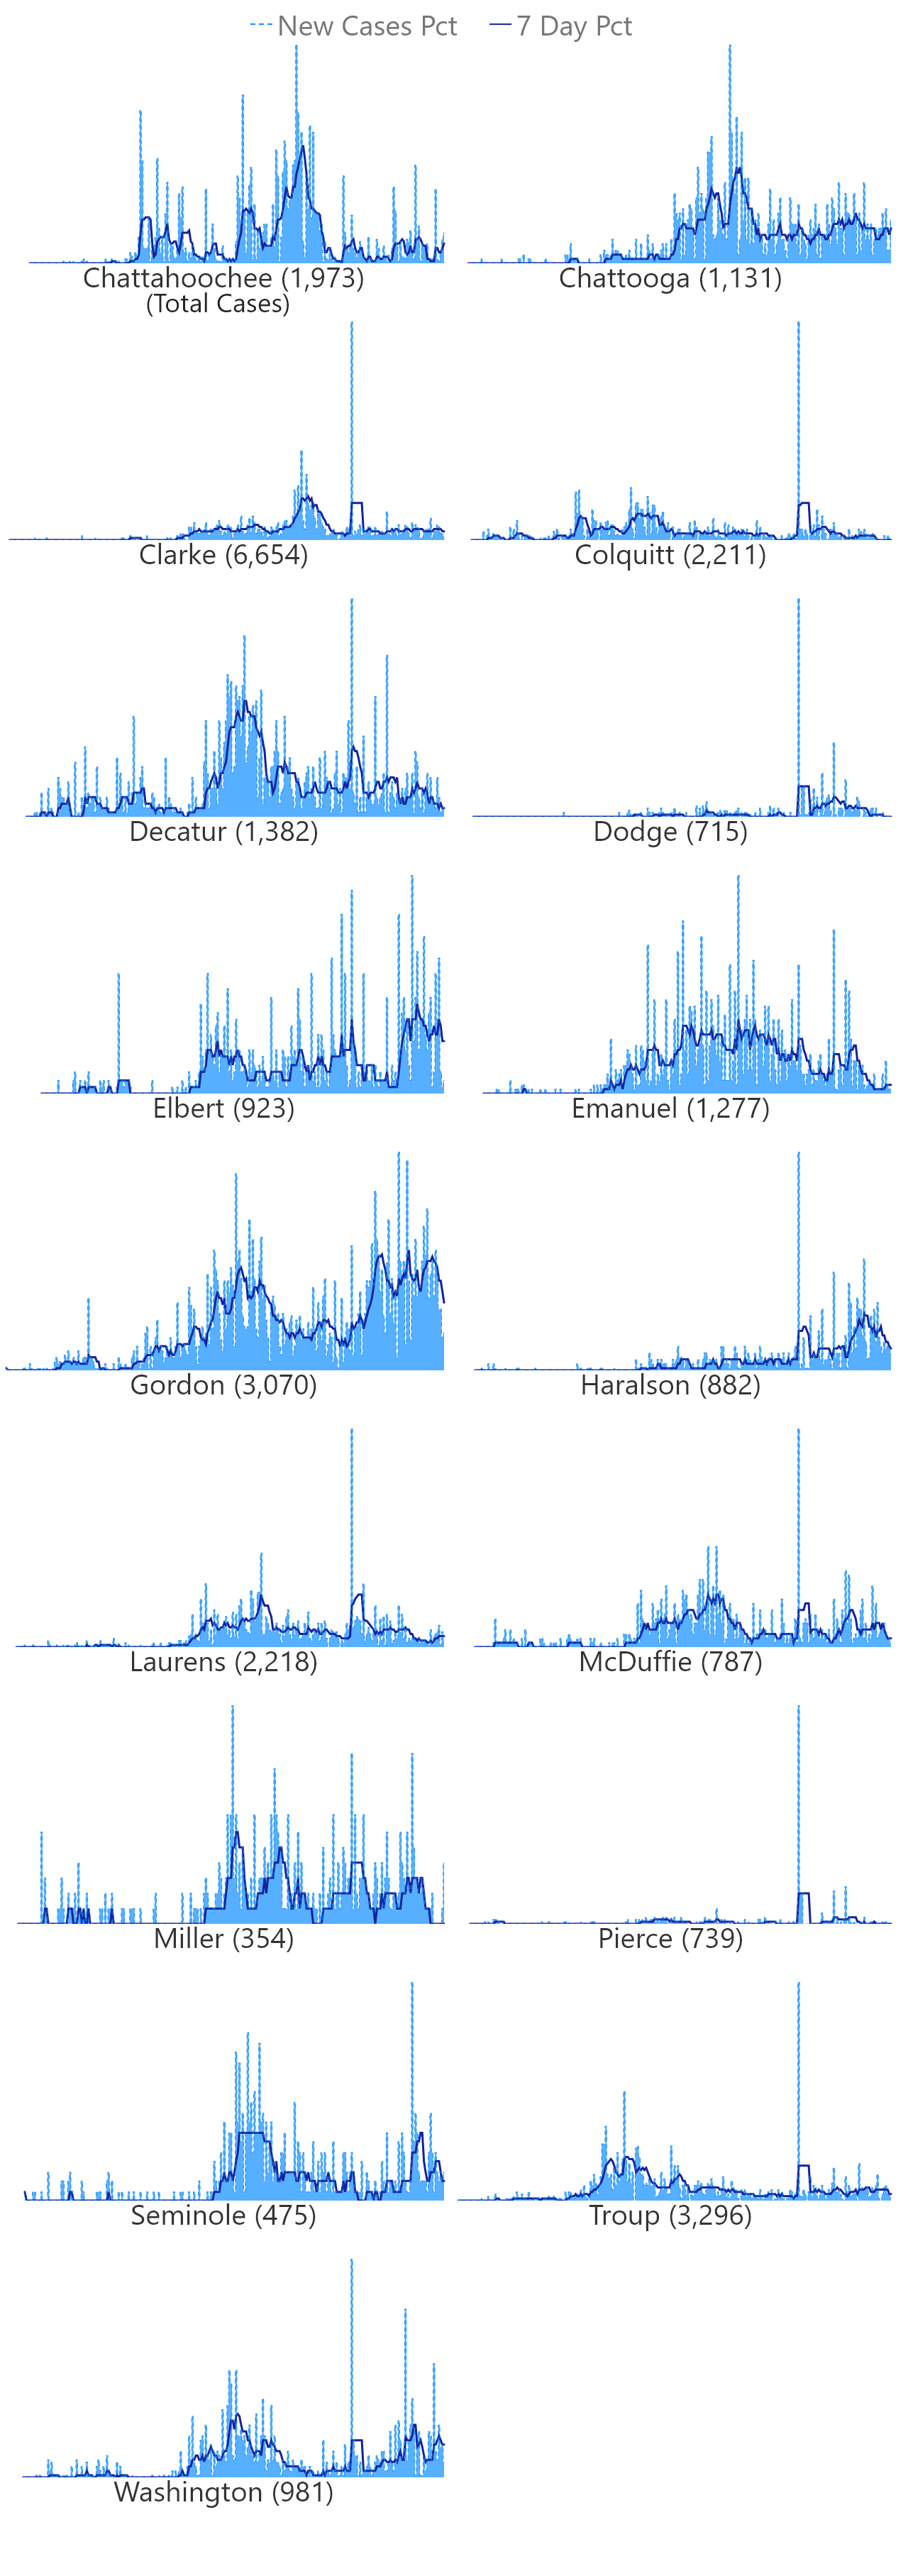 New Cases Pct 7 Day Pct
Chattahoochee (1,973) Chattooga (1,131)
(Total Cases)
Clarke (6,654) Colquitt (2,211)
Decatur (1,382) Dodge (715)
Elbert (923) Emanuel (1,277)
Gordon (3,070) Haralson (882)
Laurens (2,218) McDuffie (787)
Miller (354) Pierce (739)
Seminole (475) Troup (3,296)
Washington (981)